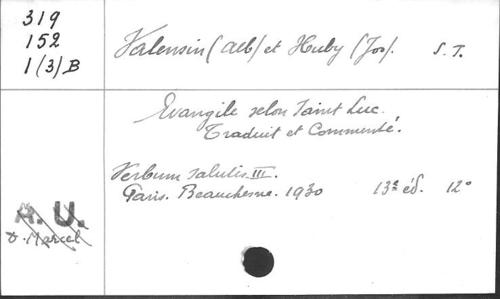 319
152
1/(3)B
Valensin (Alb) et Huby (Jos). S. J.
Evangile selon Saint Luc.
Traduit et Commenté.
Verbum Salutis III.
Paris. Beauchesne. 1930 13e éd. 12°
A. U.
D. Marcel